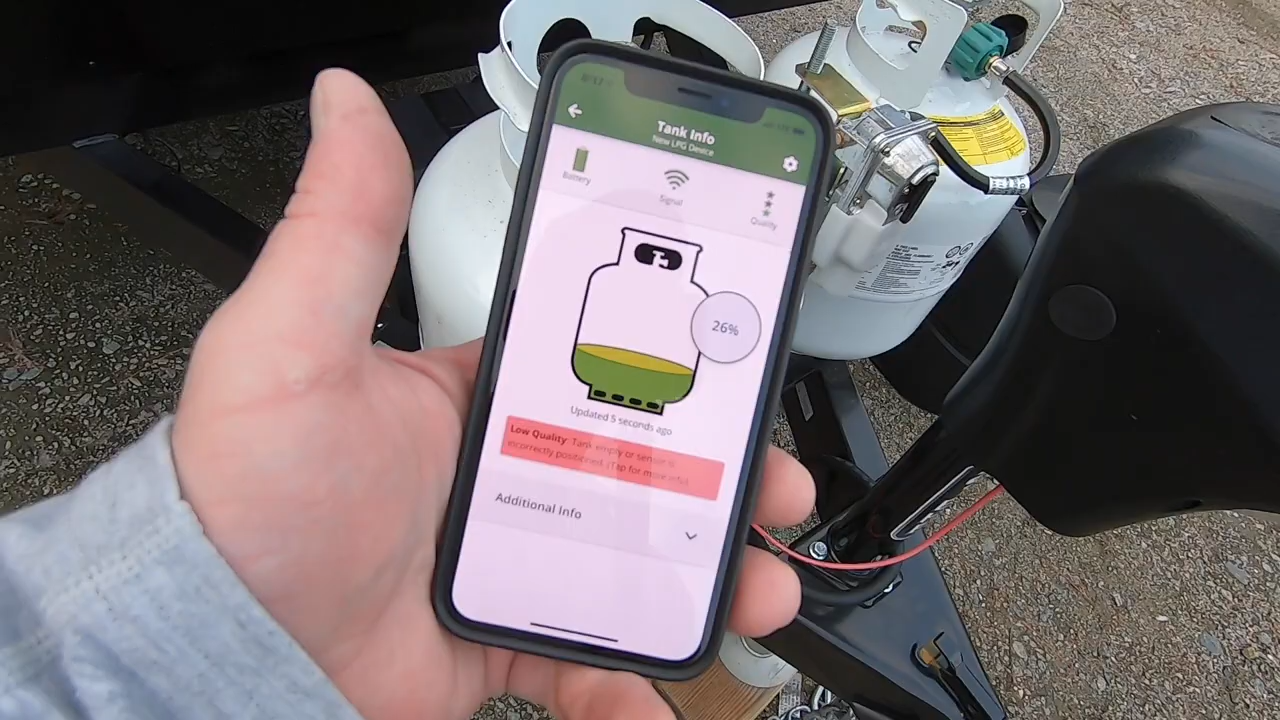 Tank Info
New LPG Device
Battery
Signal
Quality
26%
Updated 5 seconds ago
Low Quality: Tank empty or sensor is
incorrectly positioned. (Tap for more info)
Additional Info